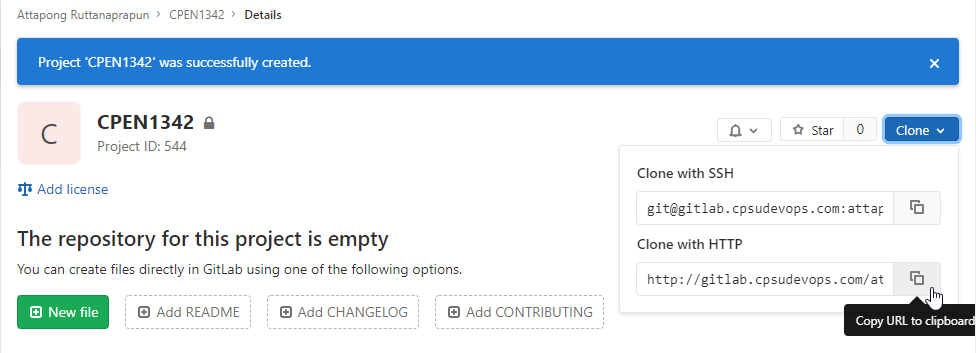 Attapong Ruttanaprapun > CPEN1342 > Details
Project 'CPEN1342' was successfully created.
C
CPEN1342
Project ID: 544
Star 0
Clone
Add license
Clone with SSH
git@gitlab.cpsudevops.com:attap
Clone with HTTP
http://gitlab.cpsudevops.com/at
Copy URL to clipboard
The repository for this project is empty
You can create files directly in GitLab using one of the following options.
New file
Add README
Add CHANGELOG
Add CONTRIBUTING